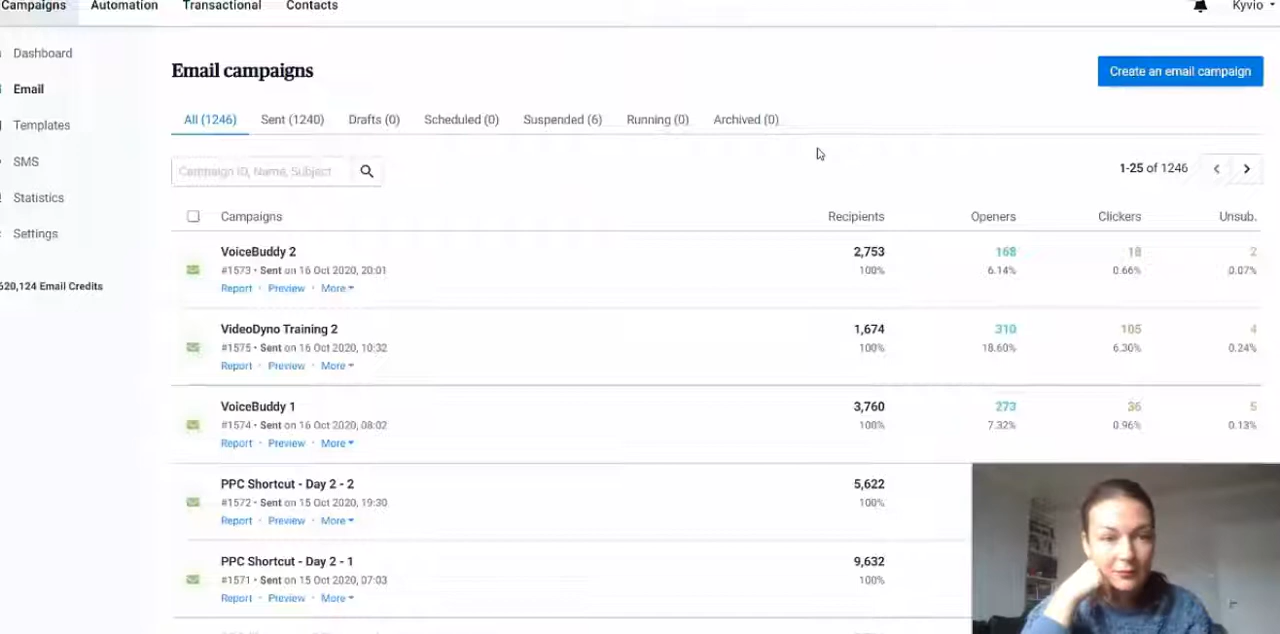 Campaigns Automation Transactional Contacts Kyvio
Dashboard
Email
Templates
SMS
Statistics
Settings
620,124 Email Credits
Email campaigns
Create an email campaign
All (1246) Sent (1240) Drafts (0) Scheduled (0) Suspended (6) Running (0) Archived (0)
Campaign ID, Name, Subject
1-25 of 1246
Campaigns Recipients Openers Clickers Unsub.
VoiceBuddy 2 2,753 168 18 2
#1573 • Sent on 16 Oct 2020, 20:01 100% 6.14% 0.66% 0.07%
Report • Preview • More
VideoDyno Training 2 1,674 310 105 4
#1575 • Sent on 16 Oct 2020, 10:32 100% 18.60% 6.30% 0.24%
Report • Preview • More
VoiceBuddy 1 3,760 273 36 5
#1574 • Sent on 16 Oct 2020, 08:02 100% 7.32% 0.96% 0.13%
Report • Preview • More
PPC Shortcut - Day 2 - 2 5,622
#1572 • Sent on 15 Oct 2020, 19:30 100%
Report • Preview • More
PPC Shortcut - Day 2 - 1 9,632
#1571 • Sent on 15 Oct 2020, 07:03 100%
Report • Preview • More